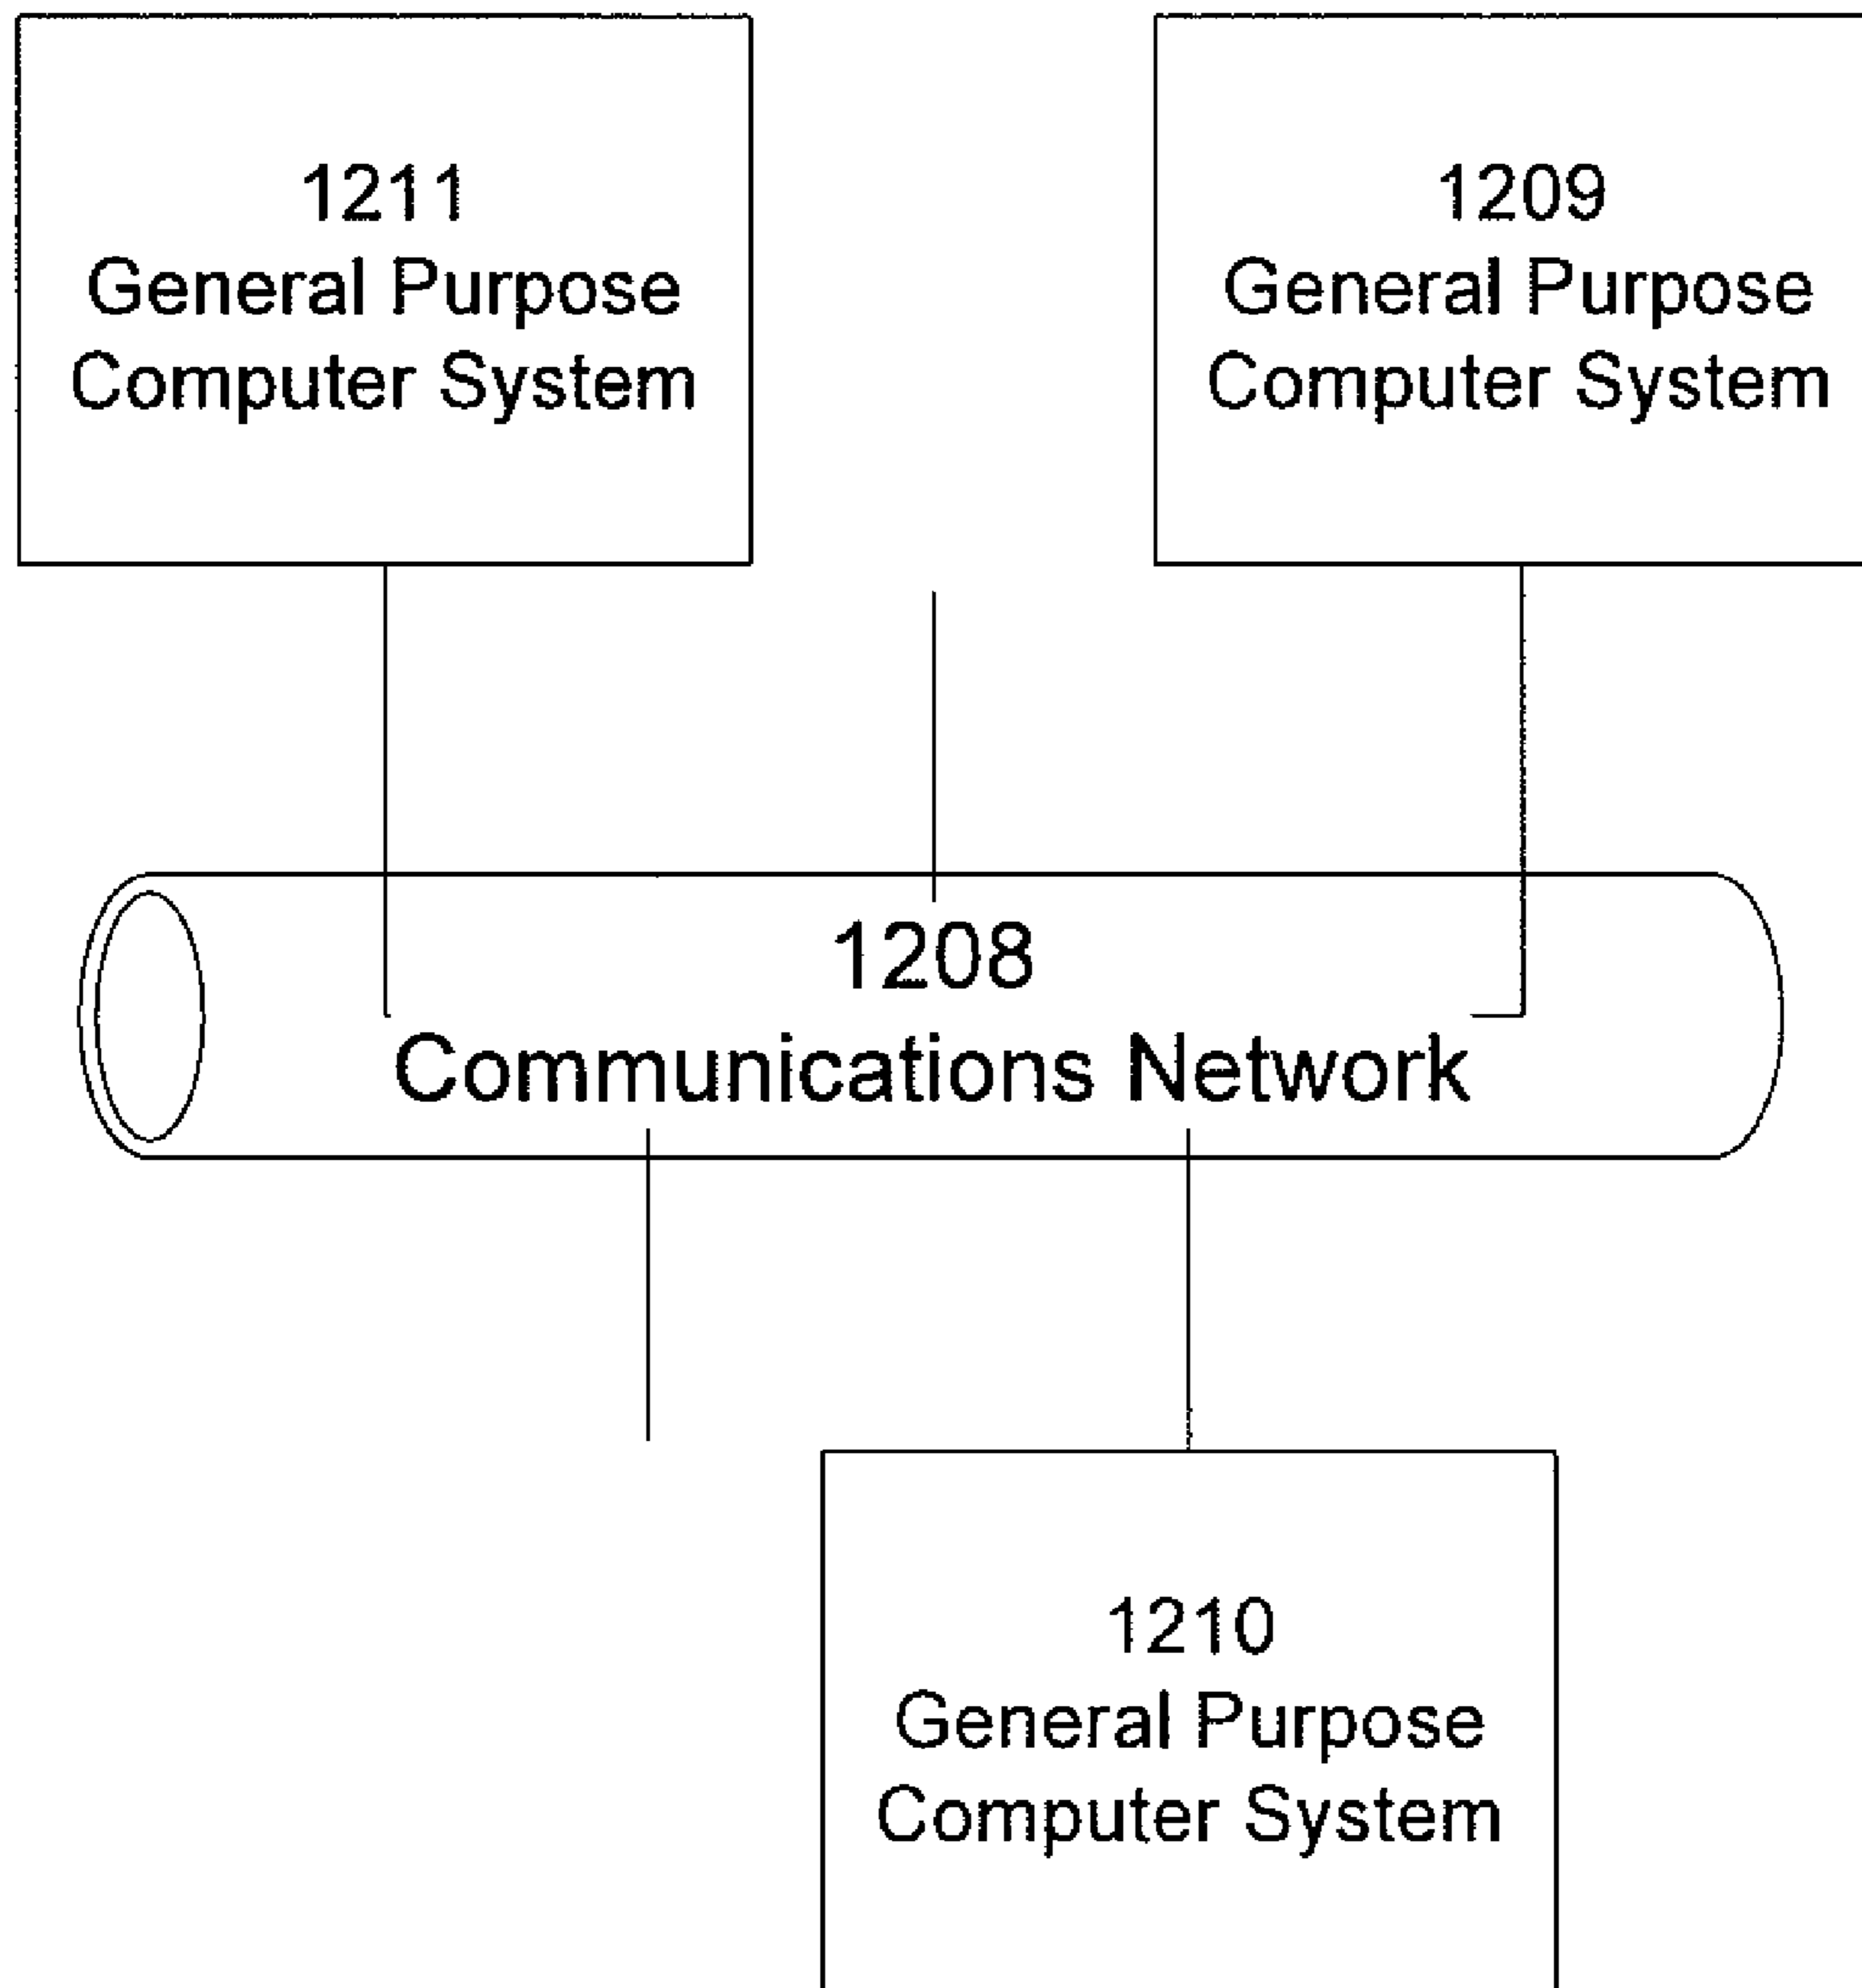 1211
General Purpose
Computer System
1209
General Purpose
Computer System
1208
Communications Network
1210
General Purpose
Computer System